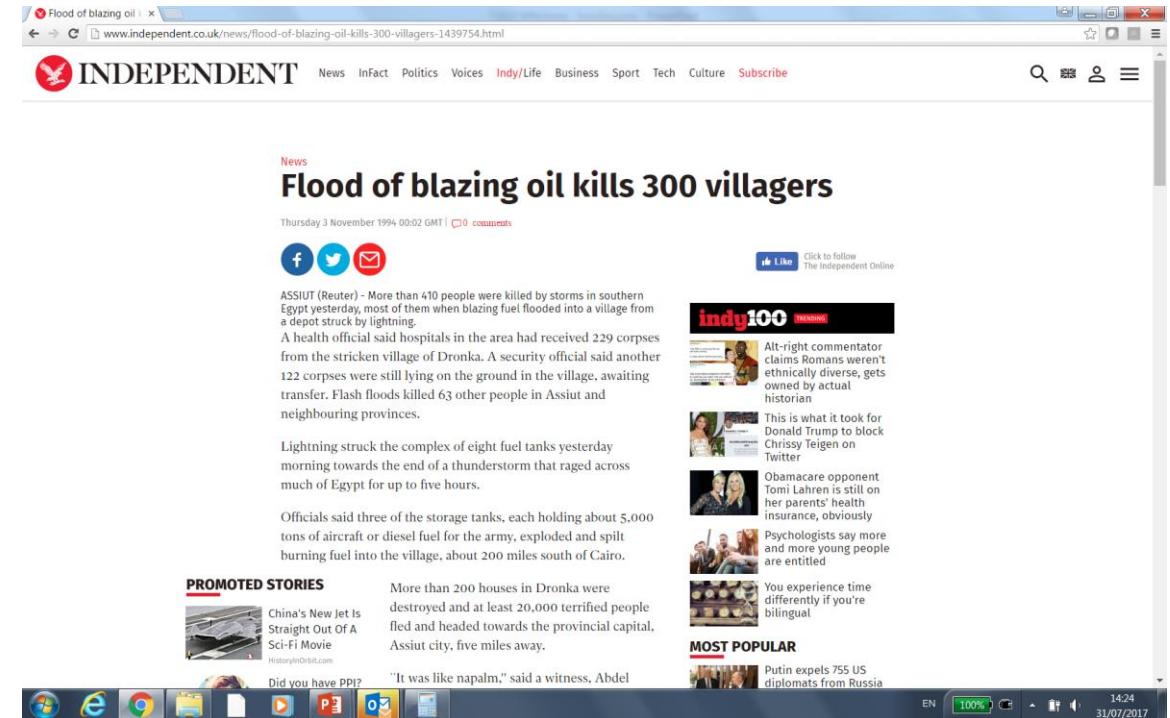 Flood of blazing oil
www.independent.co.uk/news/flood-of-blazing-oil-kills-300-villagers-1439754.html
INDEPENDENT News InFact Politics Voices Indy/Life Business Sport Tech Culture Subscribe
News
Flood of blazing oil kills 300 villagers
Thursday 3 November 1994 00:02 GMT | 0 comments
Like Click to follow
The Independent Online
ASSIUT (Reuter) - More than 410 people were killed by storms in southern
Egypt yesterday, most of them when blazing fuel flooded into a village from
a depot struck by lightning.
A health official said hospitals in the area had received 229 corpses
from the stricken village of Dronka. A security official said another
122 corpses were still lying on the ground in the village, awaiting
transfer. Flash floods killed 63 other people in Assiut and
neighbouring provinces.
Lightning struck the complex of eight fuel tanks yesterday
morning towards the end of a thunderstorm that raged across
much of Egypt for up to five hours.
Officials said three of the storage tanks, each holding about 5,000
tons of aircraft or diesel fuel for the army, exploded and spilt
burning fuel into the village, about 200 miles south of Cairo.
More than 200 houses in Dronka were
destroyed and at least 20,000 terrified people
fled and headed towards the provincial capital,
Assiut city, five miles away.
``It was like napalm,'' said a witness, Abdel
PROMOTED STORIES
China's New Jet Is
Straight Out Of A
Sci-Fi Movie
HistoryInOrbit.com
Did you have PPI?
indy100 TRENDING
Alt-right commentator
claims Romans weren't
ethnically diverse, gets
owned by actual
historian
This is what it took for
Donald Trump to block
Chrissy Teigen on
Twitter
Obamacare opponent
Tomi Lahren is still on
her parents' health
insurance, obviously
Psychologists say more
and more young people
are entitled
You experience time
differently if you're
bilingual
MOST POPULAR
Putin expels 755 US
diplomats from Russia
EN 100% 14:24
31/07/2017